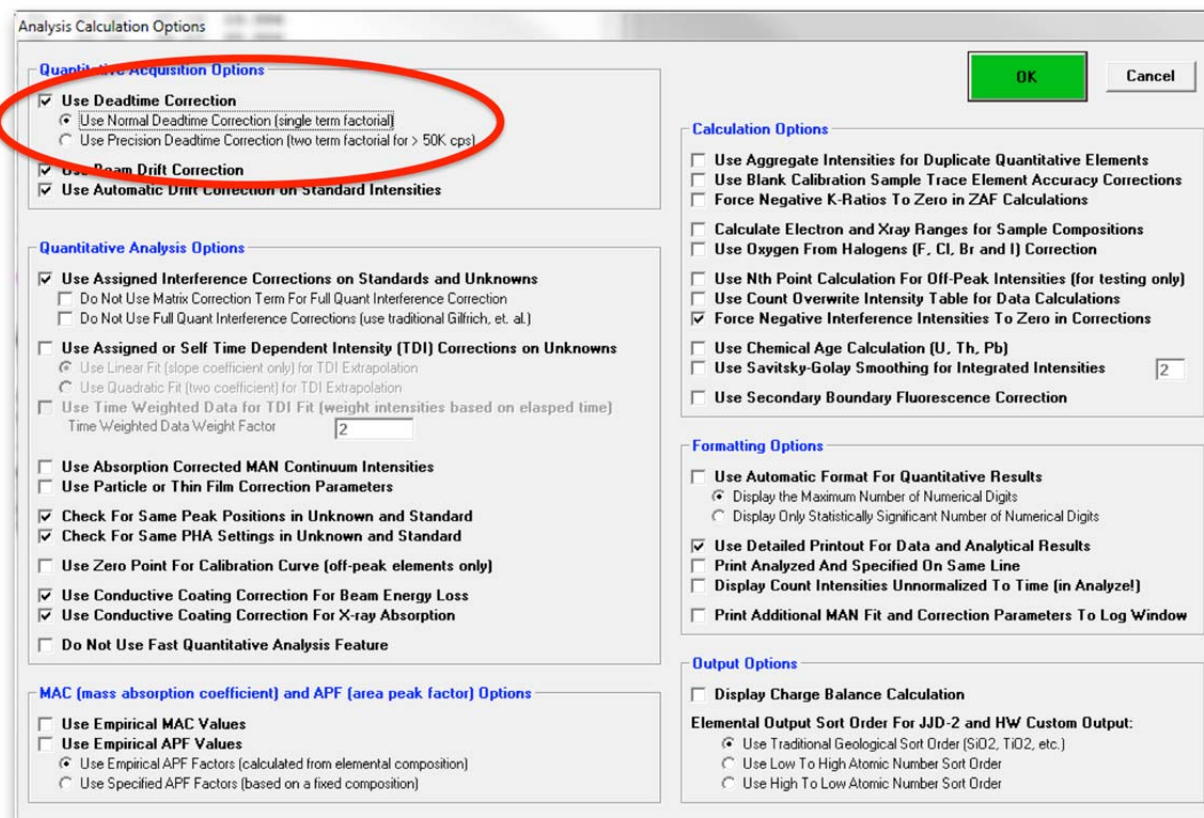 Analysis Calculation Options
Quantitative Acquisition Options
Use Deadtime Correction
Use Normal Deadtime Correction (single term factorial)
Use Precision Deadtime Correction (two term factorial for > 50K cps)
Use Beam Drift Correction
Use Automatic Drift Correction on Standard Intensities
Quantitative Analysis Options
Use Assigned Interference Corrections on Standards and Unknowns
Do Not Use Matrix Correction Term For Full Quant Interference Correction
Do Not Use Full Quant Interference Corrections (use traditional Gilfrich, et. al.)
Use Assigned or Self Time Dependent Intensity (TDI) Corrections on Unknowns
Use Linear Fit (slope coefficient only) for TDI Extrapolation
Use Quadratic Fit (two coefficient) for TDI Extrapolation
Use Time Weighted Data for TDI Fit (weight intensities based on elasped time)
Time Weighted Data Weight Factor 2
Use Absorption Corrected MAN Continuum Intensities
Use Particle or Thin Film Correction Parameters
Check For Same Peak Positions in Unknown and Standard
Check For Same PHA Settings in Unknown and Standard
Use Zero Point For Calibration Curve (off-peak elements only)
Use Conductive Coating Correction For Beam Energy Loss
Use Conductive Coating Correction For X-ray Absorption
Do Not Use Fast Quantitative Analysis Feature
MAC (mass absorption coefficient) and APF (area peak factor) Options
Use Empirical MAC Values
Use Empirical APF Values
Use Empirical APF Factors (calculated from elemental composition)
Use Specified APF Factors (based on a fixed composition)
OK
Cancel
Calculation Options
Use Aggregate Intensities for Duplicate Quantitative Elements
Use Blank Calibration Sample Trace Element Accuracy Corrections
Force Negative K-Ratios To Zero in ZAF Calculations
Calculate Electron and Xray Ranges for Sample Compositions
Use Oxygen From Halogens (F, Cl, Br and I) Correction
Use Nth Point Calculation For Off-Peak Intensities (for testing only)
Use Count Overwrite Intensity Table for Data Calculations
Force Negative Interference Intensities To Zero in Corrections
Use Chemical Age Calculation (U, Th, Pb)
Use Savitsky-Golay Smoothing for Integrated Intensities 2
Use Secondary Boundary Fluorescence Correction
Formatting Options
Use Automatic Format For Quantitative Results
Display the Maximum Number of Numerical Digits
Display Only Statistically Significant Number of Numerical Digits
Use Detailed Printout For Data and Analytical Results
Print Analyzed And Specified On Same Line
Display Count Intensities Unnormalized To Time (in Analyze!)
Print Additional MAN Fit and Correction Parameters To Log Window
Output Options
Display Charge Balance Calculation
Elemental Output Sort Order For JJD-2 and HW Custom Output:
Use Traditional Geological Sort Order (SiO2, TiO2, etc.)
Use Low To High Atomic Number Sort Order
Use High To Low Atomic Number Sort Order